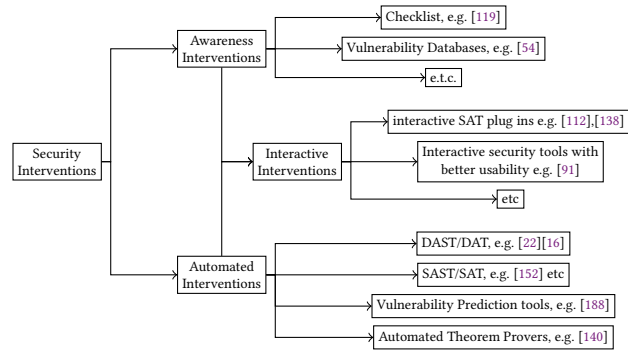 Checklist, e.g. [119]
Awareness
Interventions
Vulnerability Databases, e.g. [54]
e.t.c.
interactive SAT plug ins e.g. [112],[138]
Security
Interventions
Interactive
Interventions
Interactive security tools with
better usability e.g. [91]
etc
DAST/DAT, e.g. [22][16]
Automated
Interventions
SAST/SAT, e.g. [152] etc
Vulnerability Prediction tools, e.g. [188]
Automated Theorem Provers, e.g. [140]